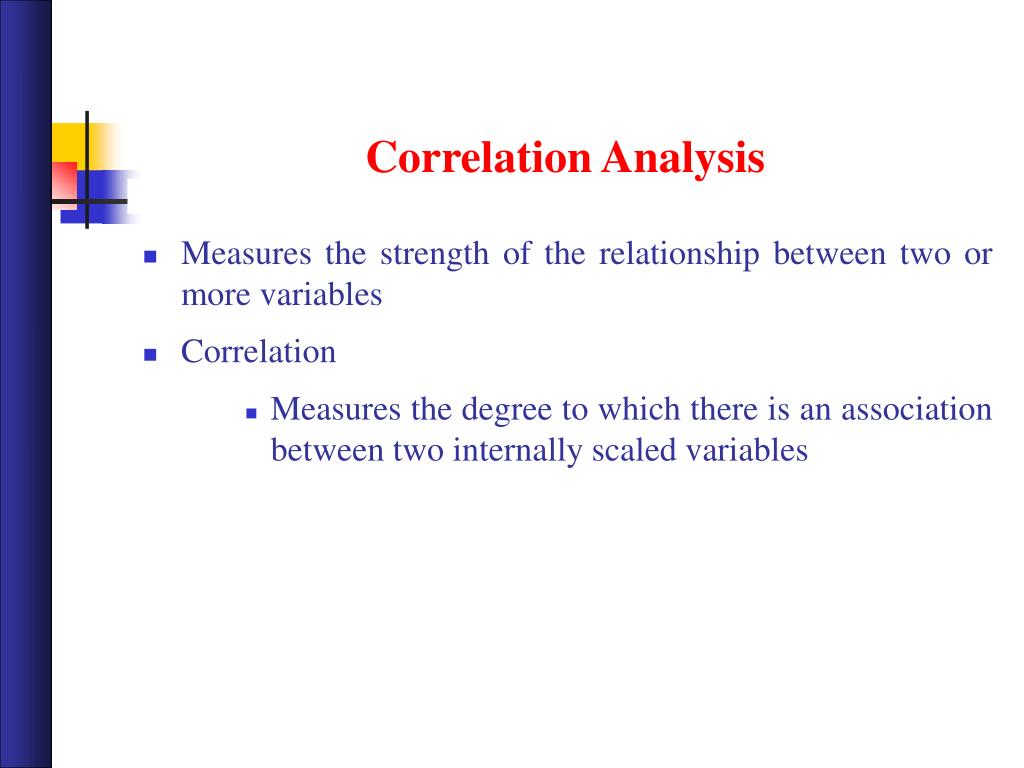 Correlation Analysis
Measures the strength of the relationship between two or
more variables
Correlation
Measures the degree to which there is an association
between two internally scaled variables